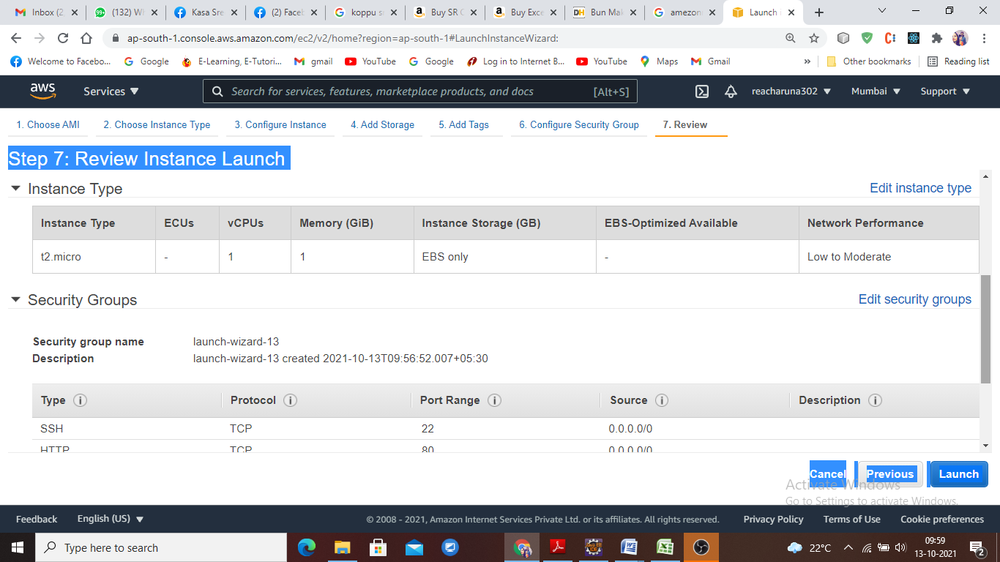 Inbox (2
(132) W
Kasa Sre
(2) Faceb
koppu s
Buy SR C
Buy Exce
Bun Mak
amezon
Launch
ap-south-1.console.aws.amazon.com/ec2/v2/home?region=ap-south-1#LaunchInstanceWizard:
Welcome to Facebo...
Google
E-Learning, E-Tutori...
gmail
YouTube
Google
Log in to Internet B...
YouTube
Maps
Gmail
»
Other bookmarks
Reading list
aws
Services
Search for services, features, marketplace products, and docs
[Alt+S]
reacharuna302
Mumbai
Support
1. Choose AMI
2. Choose Instance Type
3. Configure Instance
4. Add Storage
5. Add Tags
6. Configure Security Group
7. Review
Step 7: Review Instance Launch
Instance Type
Edit instance type
Instance Type ECUs vCPUs Memory (GiB) Instance Storage (GB) EBS-Optimized Available Network Performance
t2.micro - 1 1 EBS only - Low to Moderate
Security Groups
Edit security groups
Security group name launch-wizard-13
Description launch-wizard-13 created 2021-10-13T09:56:52.007+05:30
Type Protocol Port Range Source Description
SSH TCP 22 0.0.0.0/0
HTTP TCP 80 0.0.0.0/0
Cancel Previous Launch
Activate Windows
Go to Settings to activate Windows.
Feedback
English (US)
© 2008 - 2021, Amazon Internet Services Private Ltd. or its affiliates. All rights reserved.
Privacy Policy
Terms of Use
Cookie preferences
Type here to search
22°C
09:59
13-10-2021
2